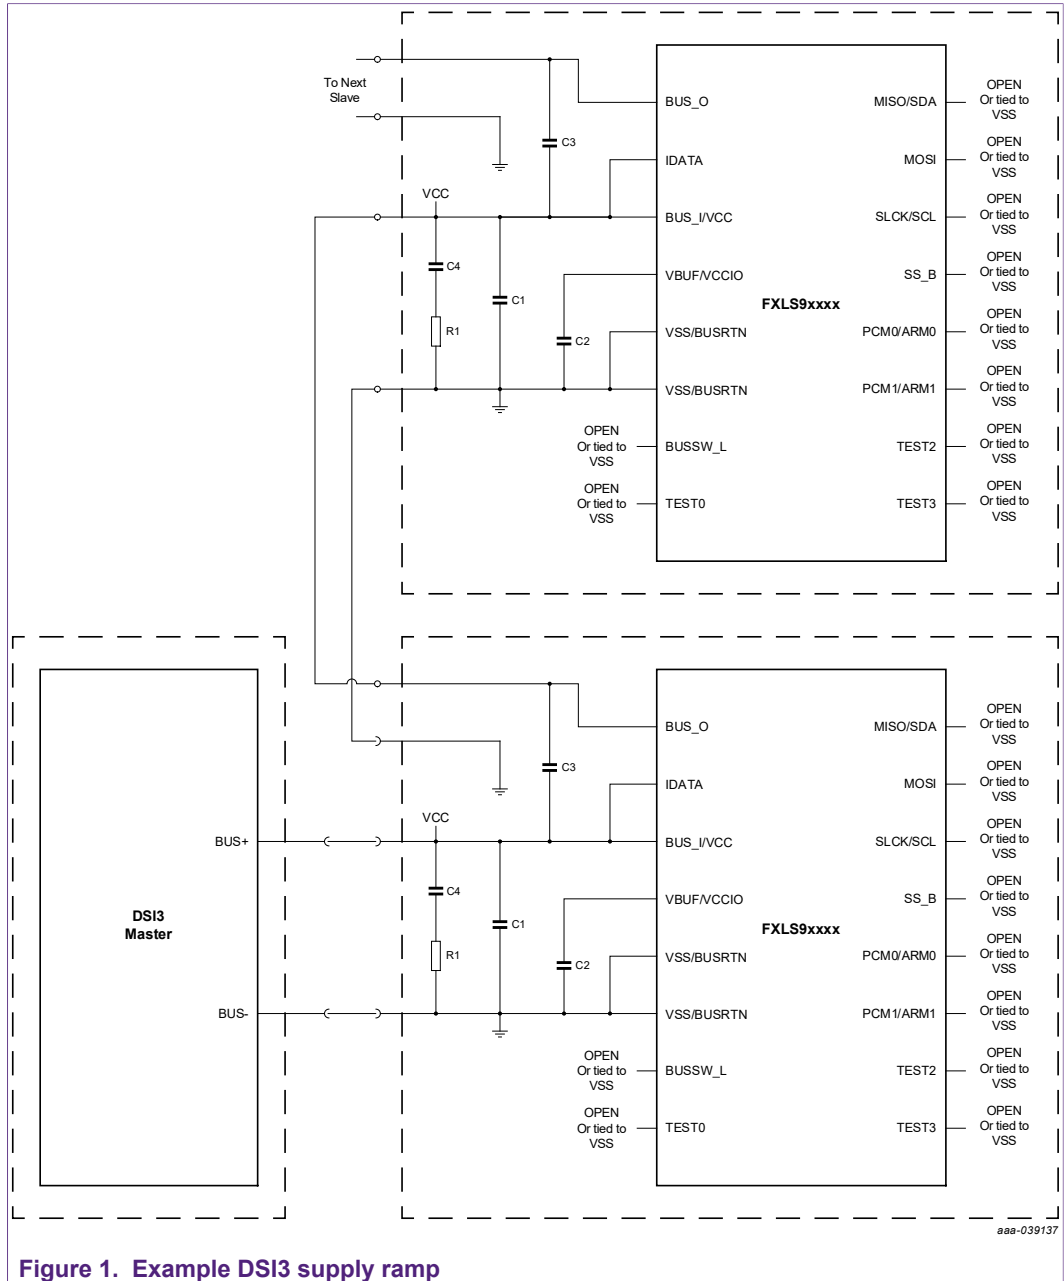 To Next
Slave
C3
VCC
C4
R1
C1
C2
BUS_O
IDATA
BUS_I/VCC
VBUF/VCCIO
VSS/BUSRTN
VSS/BUSRTN
OPEN
Or tied to
VSS
BUSSW_L
OPEN
Or tied to
VSS
TEST0
FXLS9xxxx
MISO/SDA
OPEN
Or tied to
VSS
MOSI
OPEN
Or tied to
VSS
SLCK/SCL
OPEN
Or tied to
VSS
SS_B
OPEN
Or tied to
VSS
PCM0/ARM0
OPEN
Or tied to
VSS
PCM1/ARM1
OPEN
Or tied to
VSS
TEST2
OPEN
Or tied to
VSS
TEST3
OPEN
Or tied to
VSS
DSI3
Master
BUS+
BUS-
C3
VCC
C4
R1
C1
C2
BUS_O
IDATA
BUS_I/VCC
VBUF/VCCIO
VSS/BUSRTN
VSS/BUSRTN
OPEN
Or tied to
VSS
BUSSW_L
OPEN
Or tied to
VSS
TEST0
FXLS9xxxx
MISO/SDA
OPEN
Or tied to
VSS
MOSI
OPEN
Or tied to
VSS
SLCK/SCL
OPEN
Or tied to
VSS
SS_B
OPEN
Or tied to
VSS
PCM0/ARM0
OPEN
Or tied to
VSS
PCM1/ARM1
OPEN
Or tied to
VSS
TEST2
OPEN
Or tied to
VSS
TEST3
OPEN
Or tied to
VSS
aaa-039137
Figure 1. Example DSI3 supply ramp